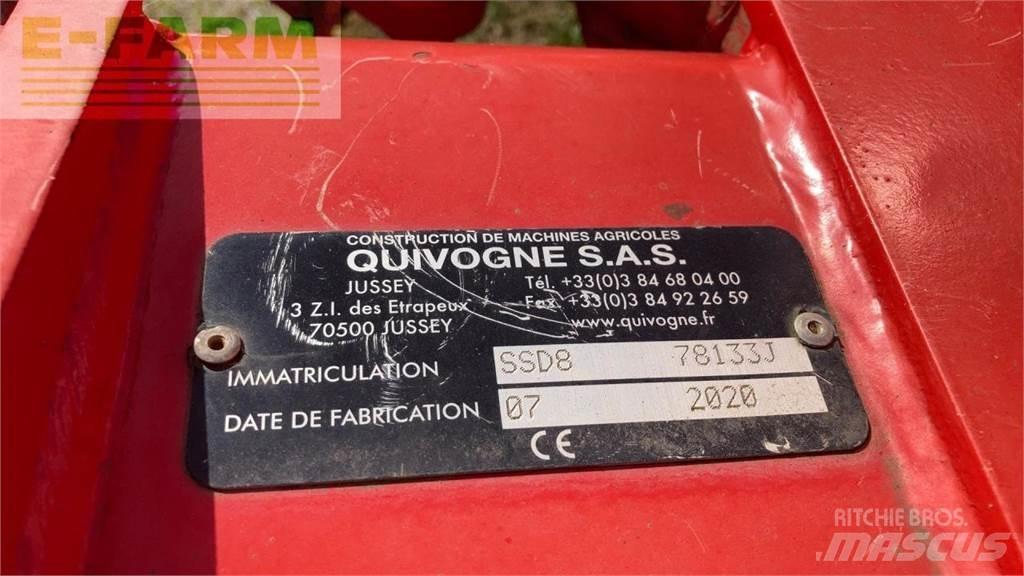 E-FARM
CONSTRUCTION DE MACHINES AGRICOLES
QUIVOGNE S.A.S.
JUSSEY
3 Z.I. des Etrapeux
70500 JUSSEY
Tél. +33(0)3 84 68 04 00
Fax +33(0)3 84 92 26 59
www.quivogne.fr
IMMATRICULATION SSD8 78133J
DATE DE FABRICATION 07 2020
CE
RITCHIE BROS.
MASCUS